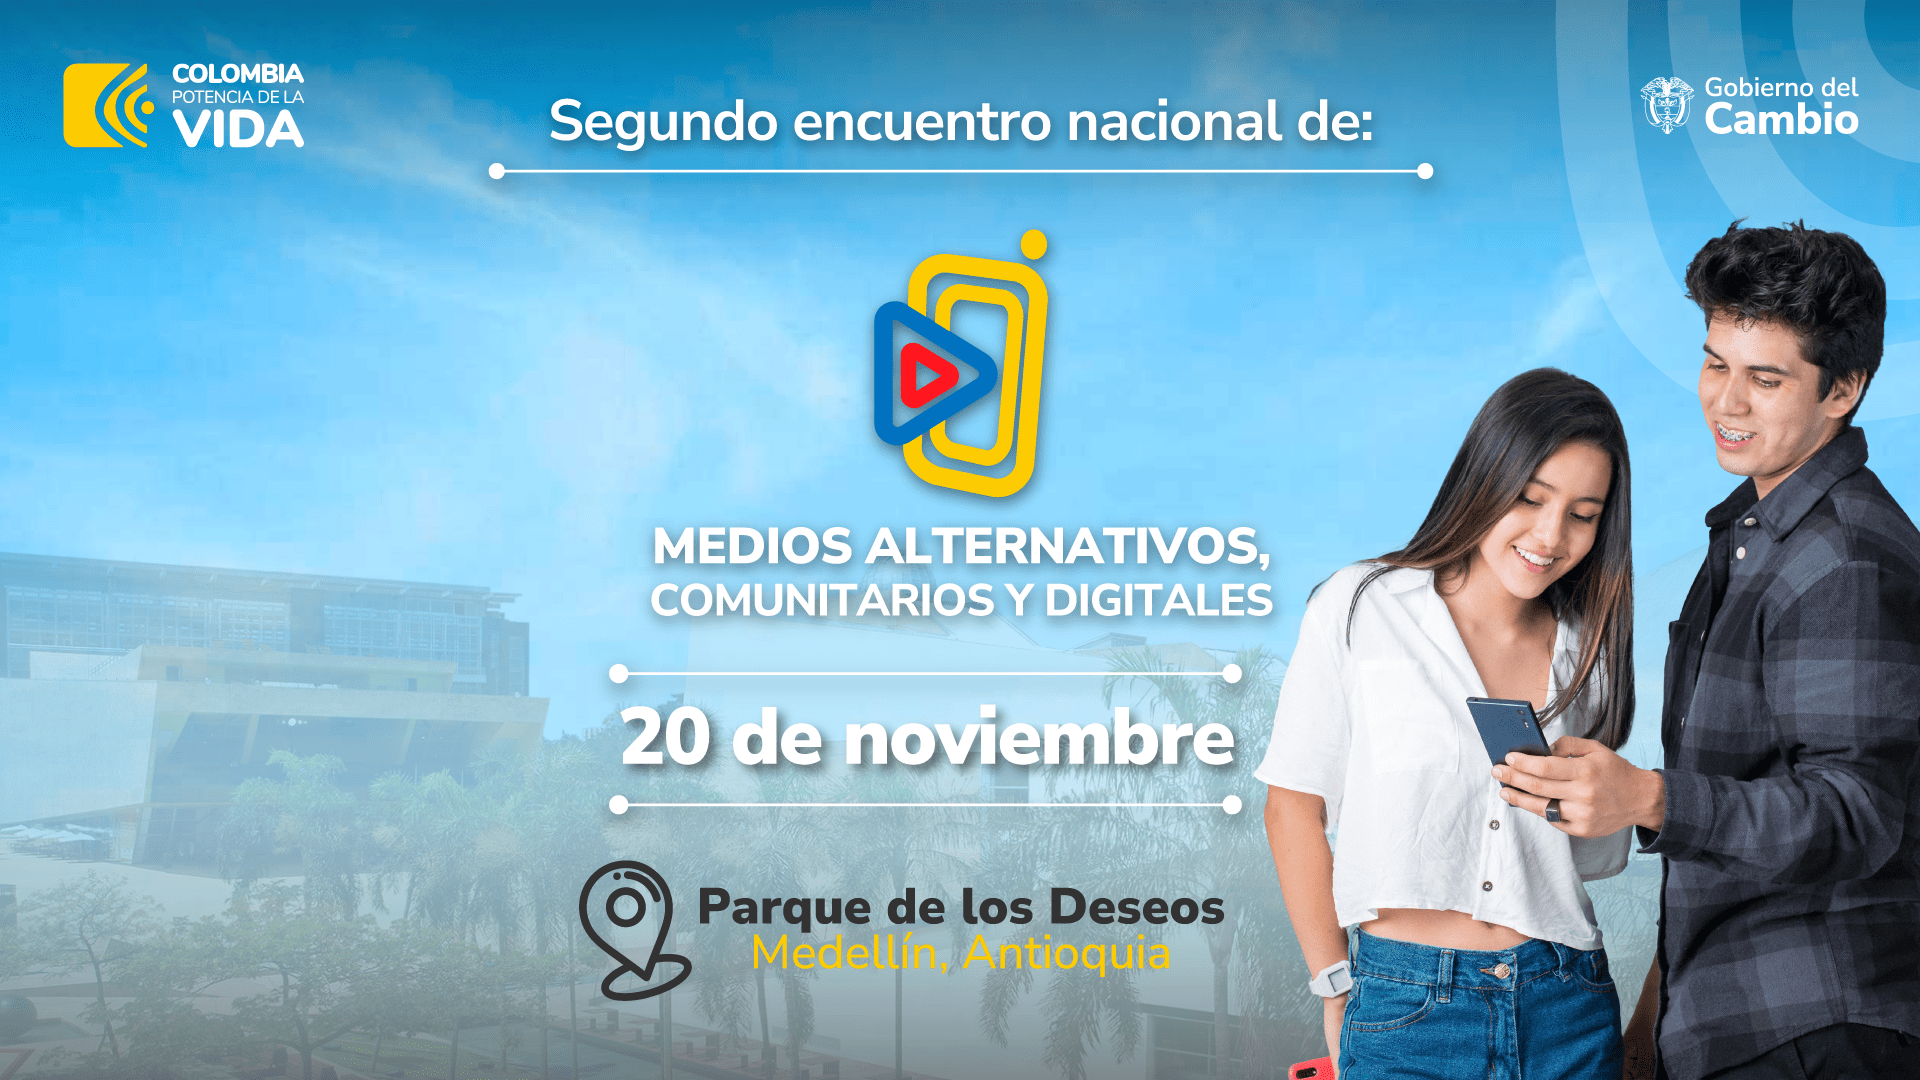 COLOMBIA
POTENCIA DE LA
VIDA
Segundo encuentro nacional de:
Gobierno del
Cambio
MEDIOS ALTERNATIVOS,
COMUNITARIOS Y DIGITALES
20 de noviembre
Parque de los Deseos
Medellín, Antioquia